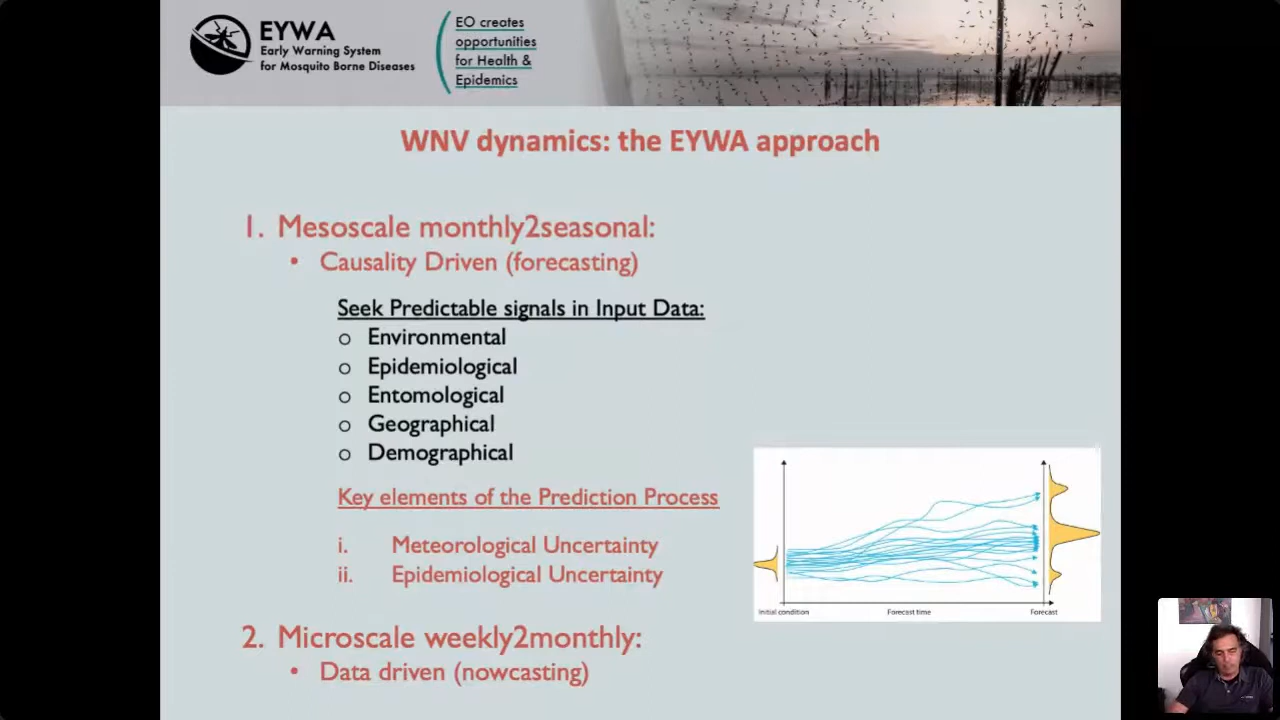 EYWA
Early Warning System
for Mosquito Borne Diseases
EO creates
opportunities
for Health &
Epidemics
WNV dynamics: the EYWA approach
1. Mesoscale monthly2seasonal:
• Causality Driven (forecasting)
Seek Predictable signals in Input Data:
o Environmental
o Epidemiological
o Entomological
o Geographical
o Demographical
Key elements of the Prediction Process
i. Meteorological Uncertainty
ii. Epidemiological Uncertainty
Initial condition
Forecast time
Forecast
2. Microscale weekly2monthly:
• Data driven (nowcasting)